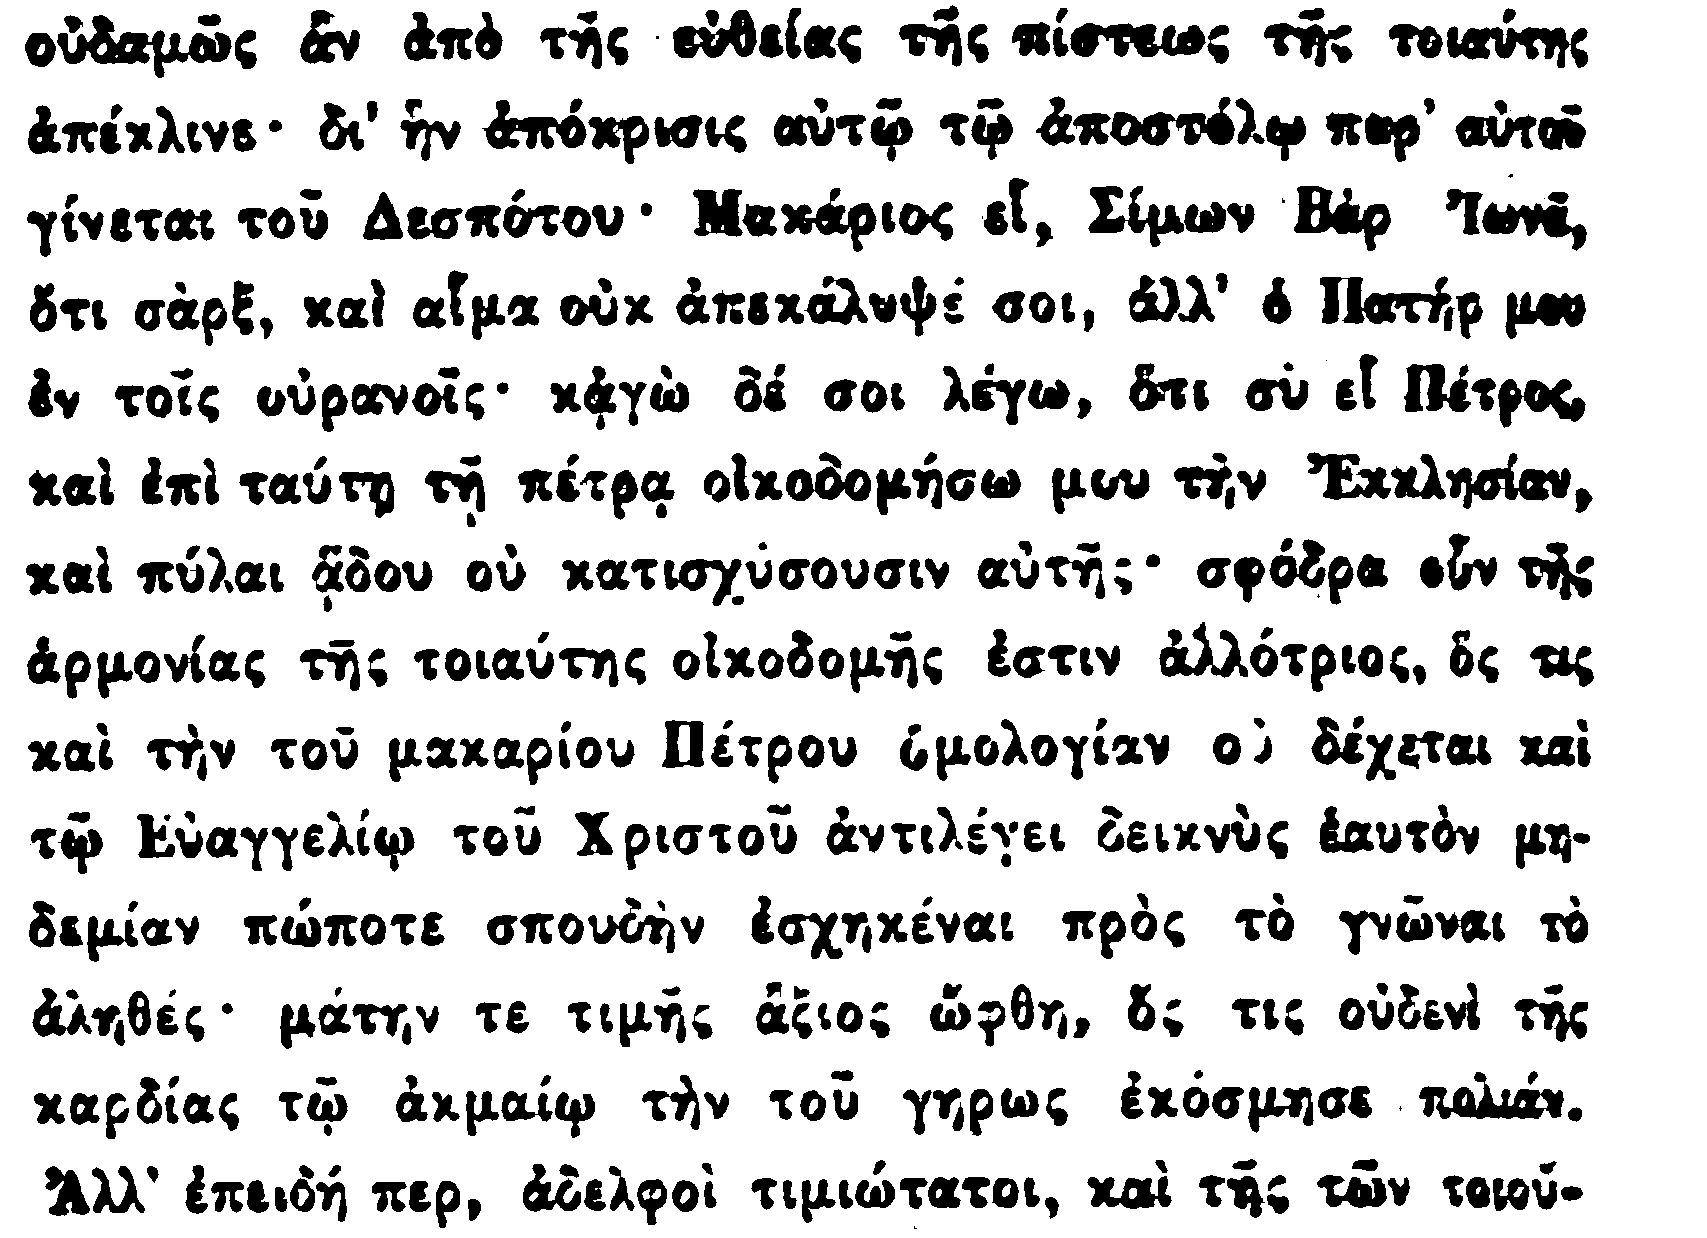 οὐδαμῶς ἂν ἀπὸ τῆς εὐθείας τῆς πίστεως τῆς τοιαύτης
ἀπέκλινε· δι' ἣν ἀπόκρισις αὐτῷ τῷ ἀποστόλῳ παρ' αὐτοῦ
γίνεται τοῦ Δεσπότου· Μακάριος εἶ, Σίμων Βὰρ Ἰωνᾶ,
ὅτι σὰρξ, καὶ αἷμα οὐκ ἀπεκάλυψέ σοι, ἀλλ' ὁ Πατήρ μου
ἐν τοῖς οὐρανοῖς· κᾀγὼ δέ σοι λέγω, ὅτι σὺ εἶ Πέτρος,
καὶ ἐπὶ ταύτῃ τῇ πέτρᾳ οἰκοδομήσω μου τὴν Ἐκκλησίαν,
καὶ πύλαι ᾅδου οὐ κατισχύσουσιν αὐτῆς· σφόδρα οὖν τῆς
ἁρμονίας τῆς τοιαύτης οἰκοδομῆς ἐστιν ἀλλότριος, ὅς τις
καὶ τὴν τοῦ μακαρίου Πέτρου ὁμολογίαν οὐ δέχεται καὶ
τῷ Εὐαγγελίῳ τοῦ Χριστοῦ ἀντιλέγει δεικνὺς ἑαυτὸν μη-
δεμίαν πώποτε σπουδὴν ἐσχηκέναι πρὸς τὸ γνῶναι τὸ
ἀληθές· μάτην τε τιμῆς ἄξιος ὤφθη, ὅς τις οὐδενὶ τῆς
καρδίας τῷ ἀκμαίῳ τὴν τοῦ γηρως ἐκόσμησε πολιάν.
Ἀλλ' ἐπειδή περ, ἀδελφοὶ τιμιώτατοι, καὶ τῆς τῶν τοιού-